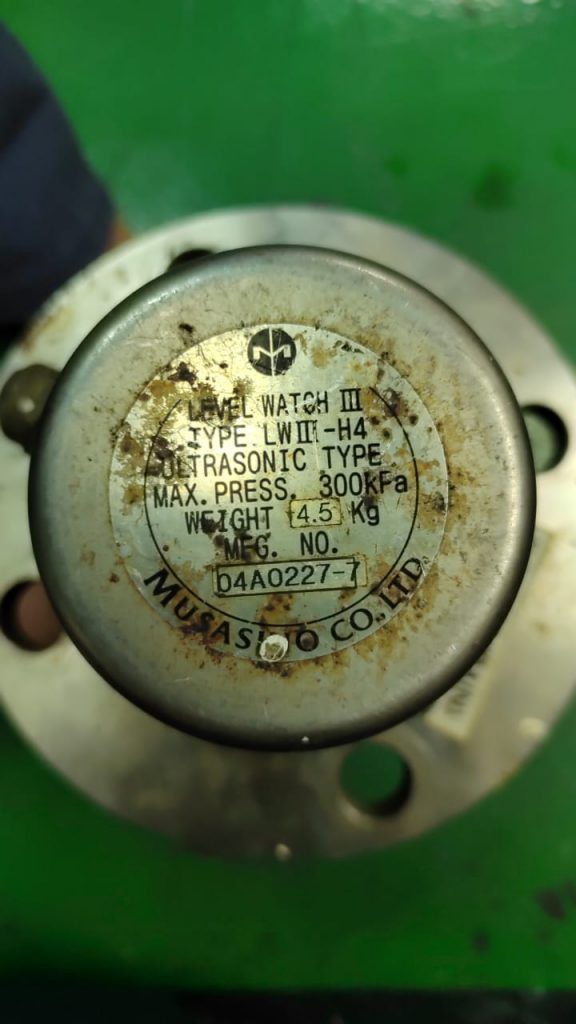 M
LEVEL WATCH III
TYPE LWIII-H4
ULTRASONIC TYPE
MAX. PRESS. 300kPa
WEIGHT 4.5 Kg
MFG. NO.
04A0227-7
MUSASINO CO., LTD.